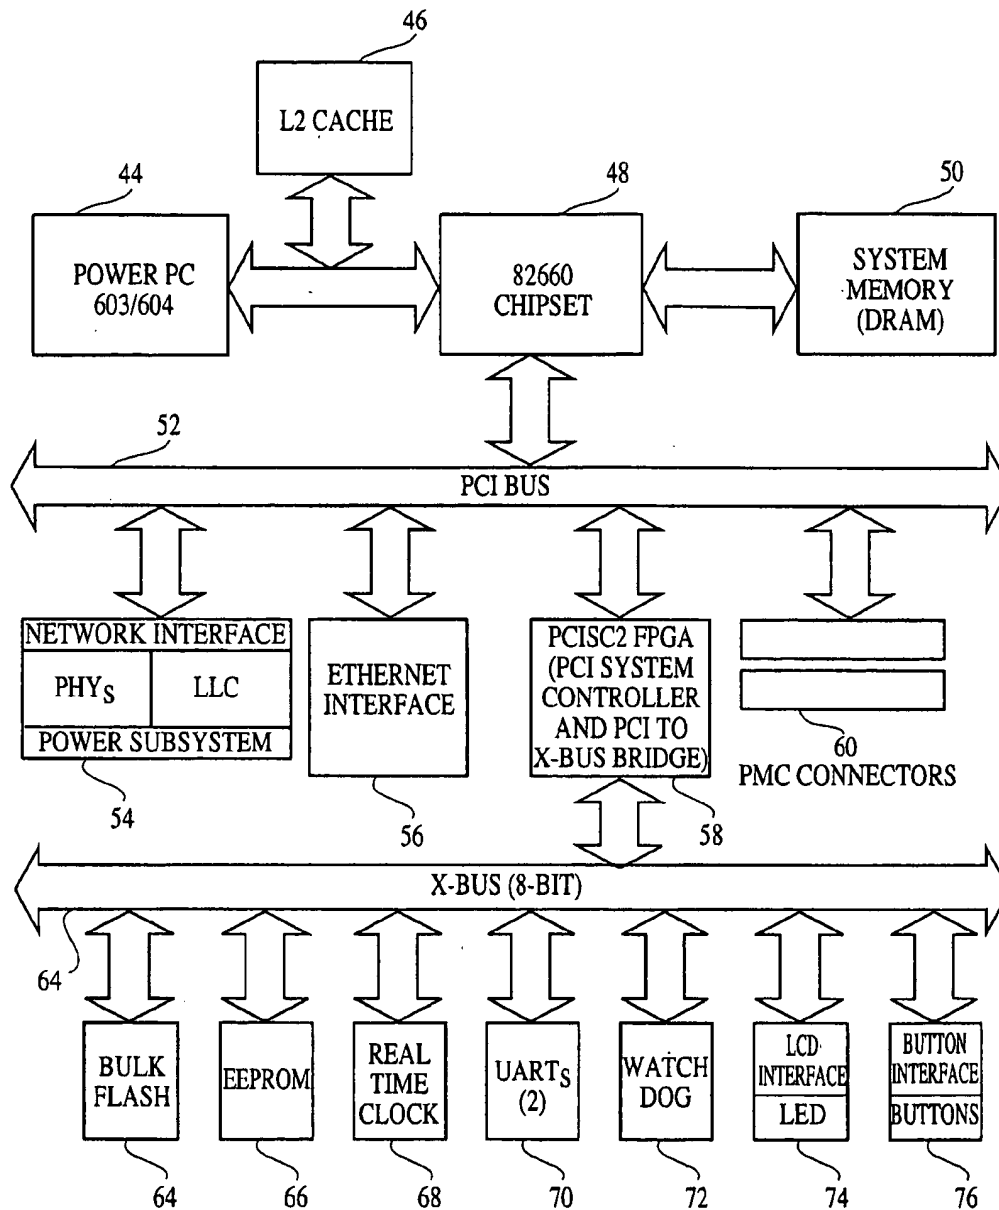 46
L2 CACHE
44
48
50
POWER PC
603/604
82660
CHIPSET
SYSTEM
MEMORY
(DRAM)
52
PCI BUS
NETWORK INTERFACE
PHYS
LLC
POWER SUBSYSTEM
54
ETHERNET
INTERFACE
56
PCISC2 FPGA
(PCI SYSTEM
CONTROLLER
AND PCI TO
X-BUS BRIDGE)
58
60
PMC CONNECTORS
X-BUS (8-BIT)
64
BULK
FLASH
EEPROM
REAL
TIME
CLOCK
UARTS
(2)
WATCH
DOG
LCD
INTERFACE
LED
BUTTON
INTERFACE
BUTTONS
64
66
68
70
72
74
76